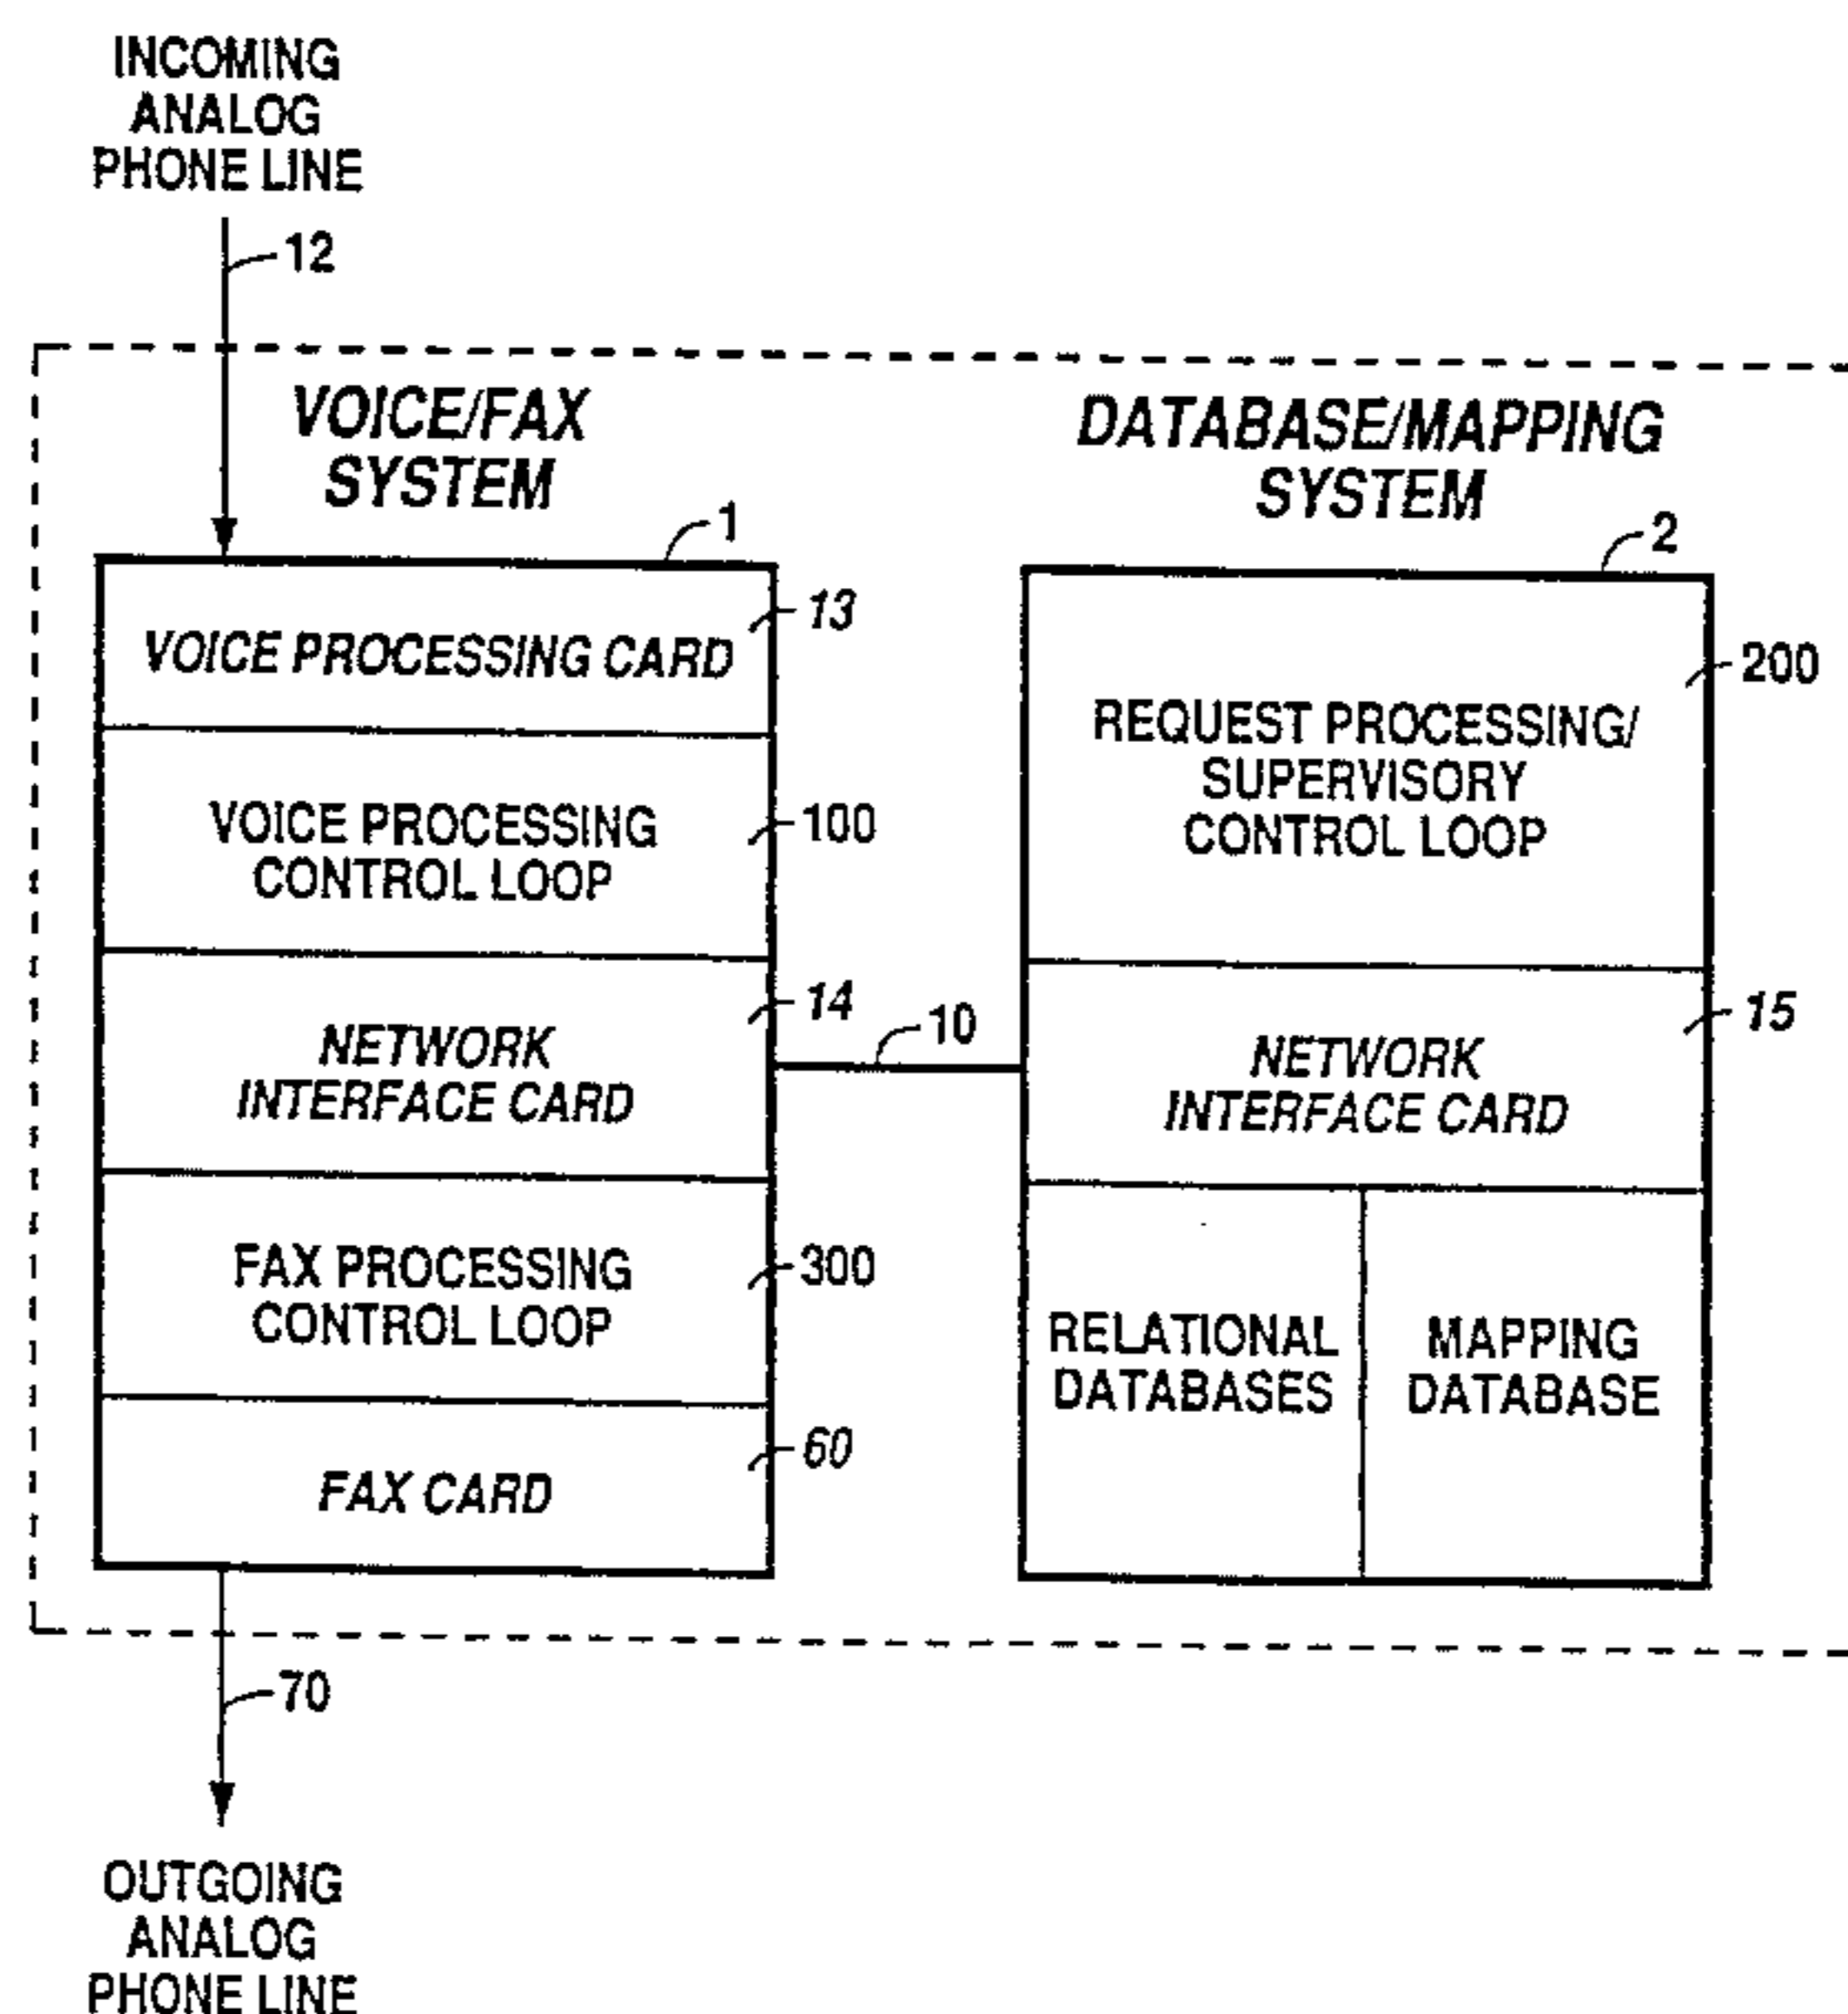 INCOMING
ANALOG
PHONE LINE
12
VOICE/FAX
SYSTEM
1
VOICE PROCESSING CARD
13
VOICE PROCESSING
CONTROL LOOP
100
NETWORK
INTERFACE CARD
14
10
FAX PROCESSING
CONTROL LOOP
300
FAX CARD
60
DATABASE/MAPPING
SYSTEM
2
REQUEST PROCESSING/
SUPERVISORY
CONTROL LOOP
200
NETWORK
INTERFACE CARD
15
RELATIONAL
DATABASES
MAPPING
DATABASE
70
OUTGOING
ANALOG
PHONE LINE